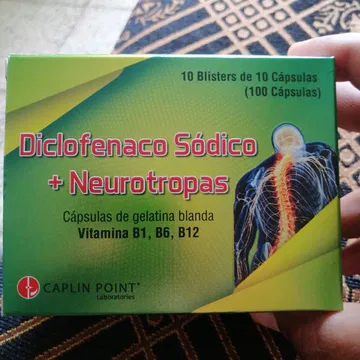 10 Blísters de 10 Cápsulas
(100 Cápsulas)
Diclofenaco Sódico
+ Neurotropas
Cápsulas de gelatina blanda
Vitamina B1, B6, B12
CAPLIN POINT
Laboratories